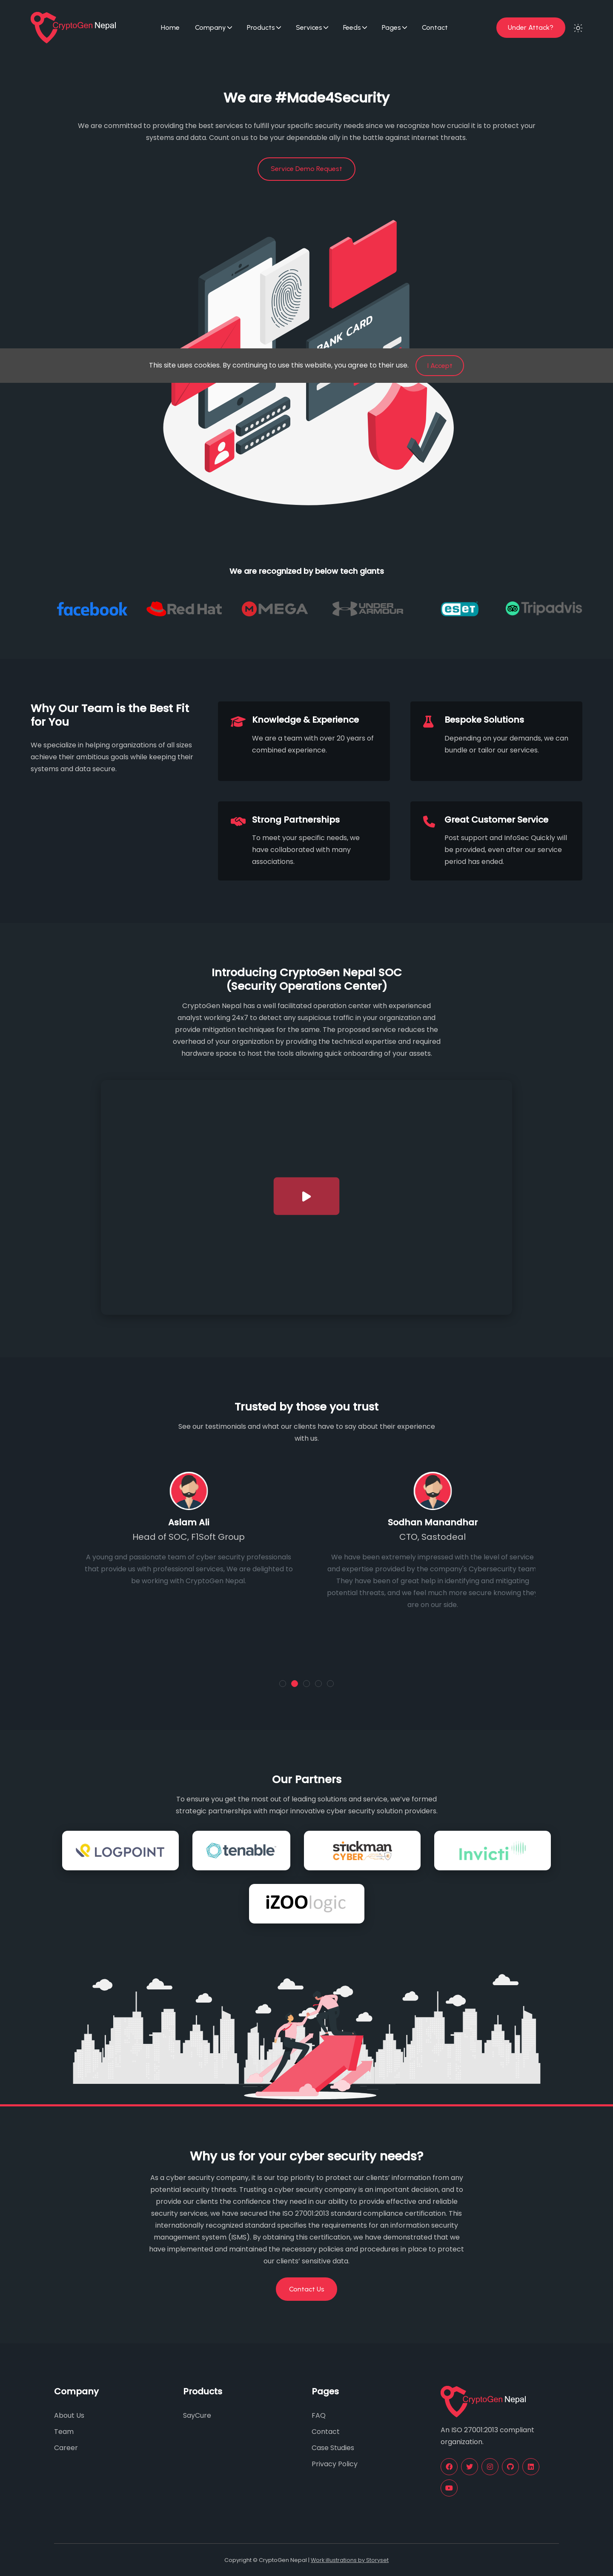 CryptoGen Nepal
Home Company Products Services Feeds Pages Contact
Under Attack?
We are #Made4Security
We are committed to providing the best services to fulfill your specific security needs since we recognize how crucial it is to protect your
systems and data. Count on us to be your dependable ally in the battle against internet threats.
Service Demo Request
BANK CARD
This site uses cookies. By continuing to use this website, you agree to their use.
I Accept
We are recognized by below tech giants
facebook
Red Hat
MEGA
UNDER
ARMOUR
eseT
Tripadvis
Why Our Team is the Best Fit
for You
We specialize in helping organizations of all sizes
achieve their ambitious goals while keeping their
systems and data secure.
Knowledge & Experience
We are a team with over 20 years of
combined experience.
Bespoke Solutions
Depending on your demands, we can
bundle or tailor our services.
Strong Partnerships
To meet your specific needs, we
have collaborated with many
associations.
Great Customer Service
Post support and InfoSec Quickly will
be provided, even after our service
period has ended.
Introducing CryptoGen Nepal SOC
(Security Operations Center)
CryptoGen Nepal has a well facilitated operation center with experienced
analyst working 24x7 to detect any suspicious traffic in your organization and
provide mitigation techniques for the same. The proposed service reduces the
overhead of your organization by providing the technical expertise and required
hardware space to host the tools allowing quick onboarding of your assets.
Trusted by those you trust
See our testimonials and what our clients have to say about their experience
with us.
Aslam Ali
Head of SOC, F1Soft Group
A young and passionate team of cyber security professionals
that provide us with professional services, We are delighted to
be working with CryptoGen Nepal.
Sodhan Manandhar
CTO, Sastodeal
We have been extremely impressed with the level of service
and expertise provided by the company's Cybersecurity team.
They have been of great help in identifying and mitigating
potential threats, and we feel much more secure knowing they
are on our side.
Our Partners
To ensure you get the most out of leading solutions and service, we've formed
strategic partnerships with major innovative cyber security solution providers.
LOGPOINT
tenable
stickman
CYBER
Invicti
iZOOlogic
Why us for your cyber security needs?
As a cyber security company, it is our top priority to protect our clients' information from any
potential security threats. Trusting a cyber security company is an important decision, and to
provide our clients the confidence they need in our ability to provide effective and reliable
security services, we have secured the ISO 27001:2013 standard compliance certification. This
internationally recognized standard specifies the requirements for an information security
management system (ISMS). By obtaining this certification, we have demonstrated that we
have implemented and maintained the necessary policies and procedures in place to protect
our clients' sensitive data.
Contact Us
Company
About Us
Team
Career
Products
SayCure
Pages
FAQ
Contact
Case Studies
Privacy Policy
CryptoGen Nepal
An ISO 27001:2013 compliant
organization.
Copyright © CryptoGen Nepal | Work illustrations by Storyset